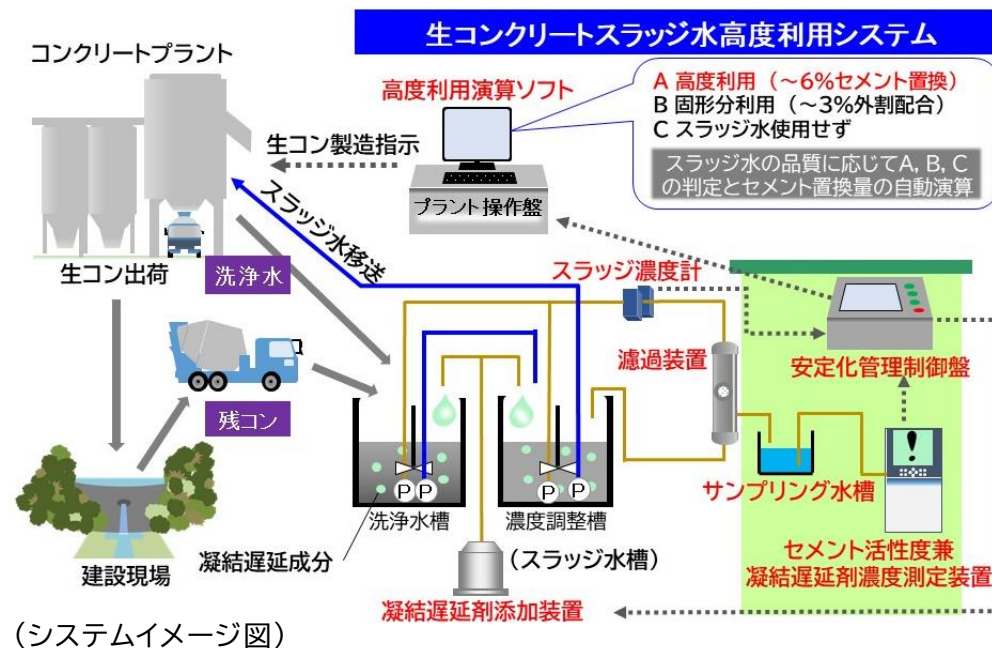 生コンクリートスラッジ水高度利用システム
コンクリートプラント
高度利用演算ソフト
A 高度利用（~6%セメント置換）
B 固形分利用（~3%外割配合）
C スラッジ水使用せず
スラッジ水の品質に応じてA, B, C
の判定とセメント置換量の自動演算
生コン製造指示
プラント操作盤
スラッジ水移送
生コン出荷
洗浄水
スラッジ濃度計
濾過装置
安定化管理制御盤
残コン
P P
P P
洗浄水槽
濃度調整槽
(スラッジ水槽)
サンプリング水槽
!
建設現場
凝結遅延成分
凝結遅延剤添加装置
セメント活性度兼
凝結遅延剤濃度測定装置
(システムイメージ図)